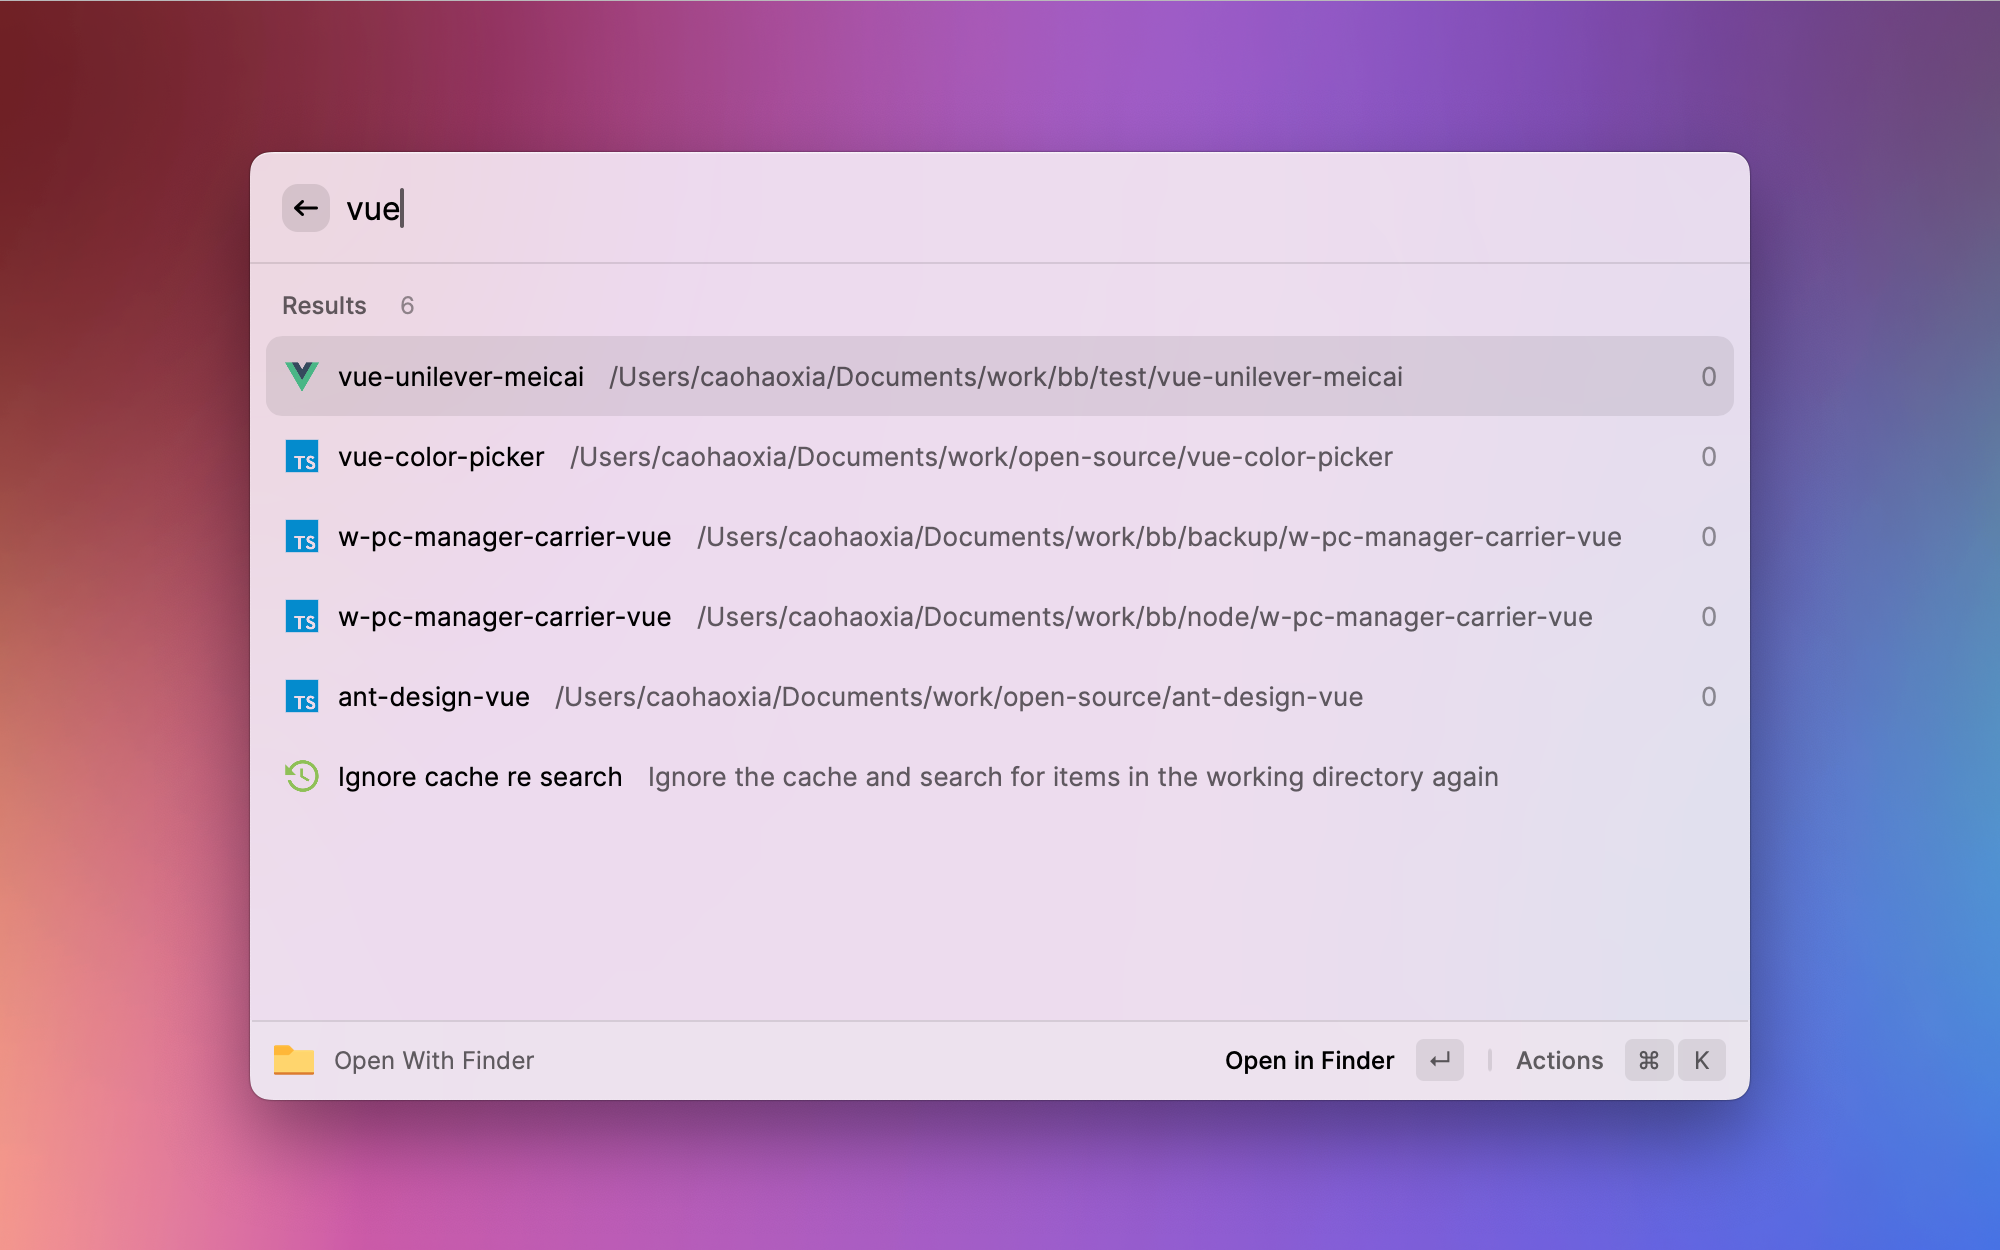 vue
Results 6
vue-unilever-meicai /Users/caohaoxia/Documents/work/bb/test/vue-unilever-meicai 0
TS vue-color-picker /Users/caohaoxia/Documents/work/open-source/vue-color-picker 0
TS w-pc-manager-carrier-vue /Users/caohaoxia/Documents/work/bb/backup/w-pc-manager-carrier-vue 0
TS w-pc-manager-carrier-vue /Users/caohaoxia/Documents/work/bb/node/w-pc-manager-carrier-vue 0
TS ant-design-vue /Users/caohaoxia/Documents/work/open-source/ant-design-vue 0
Ignore cache re search Ignore the cache and search for items in the working directory again
Open With Finder Open in Finder ↵ Actions ⌘ K